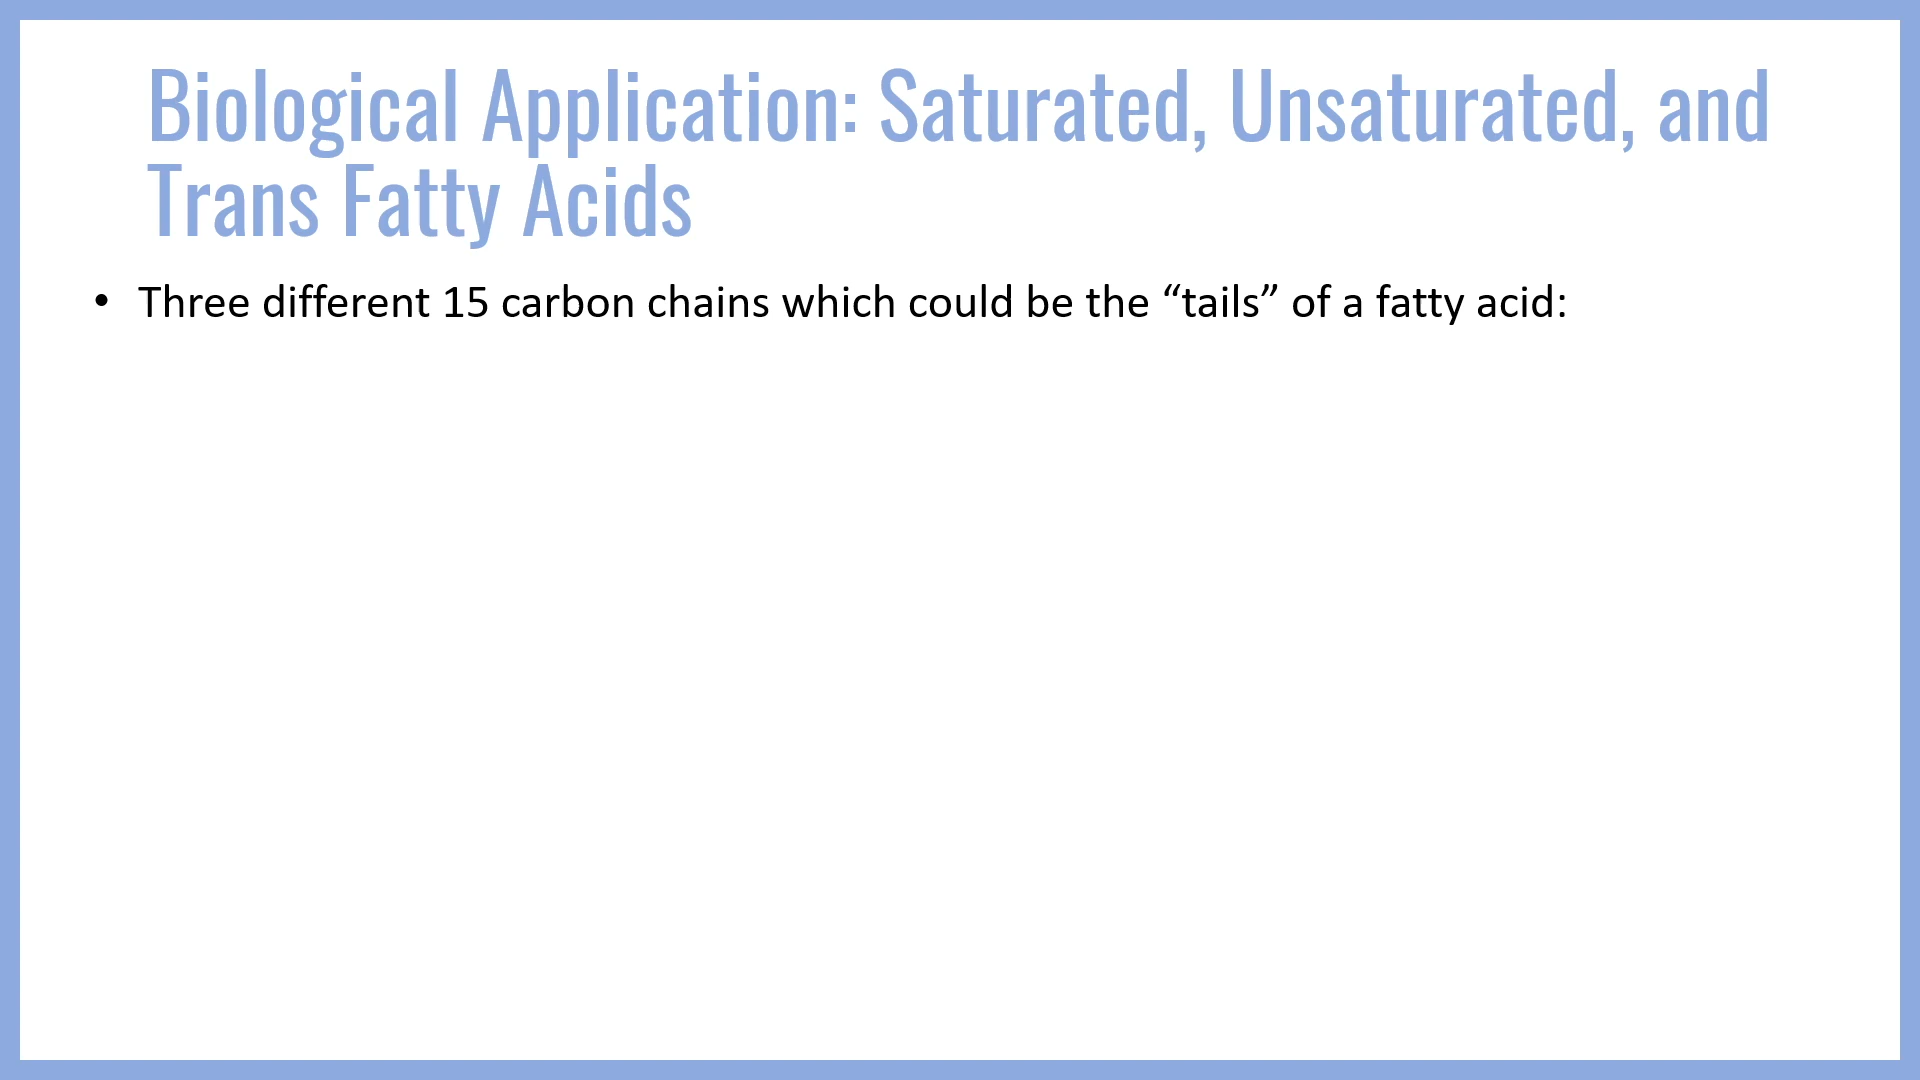 Biological Application: Saturated, Unsaturated, and
Trans Fatty Acids
• Three different 15 carbon chains which could be the “tails” of a fatty acid: